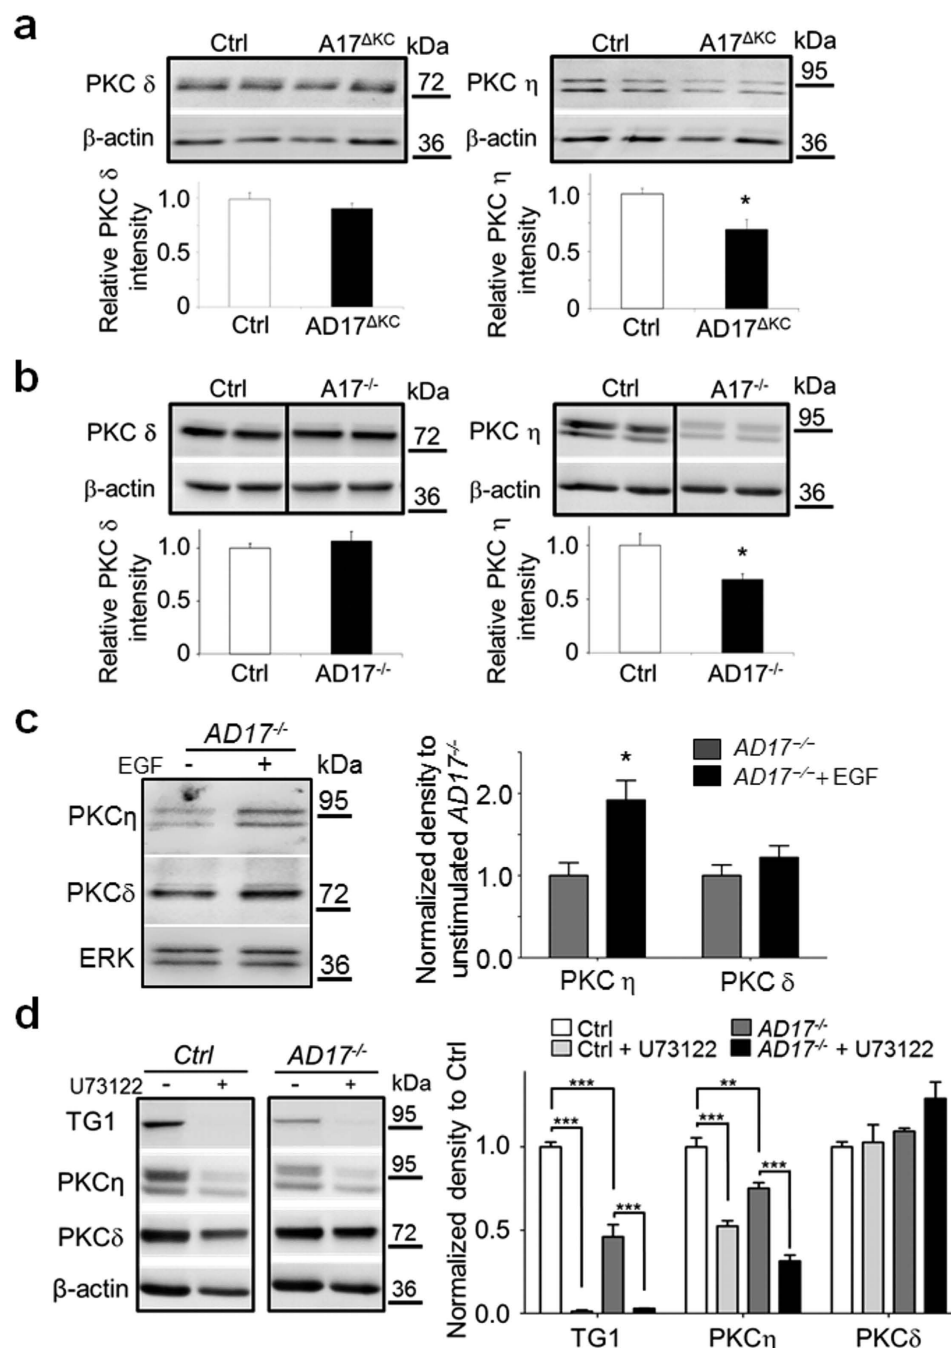 a
Ctrl A17ΔKC kDa
PKC δ 72
β-actin 36
Relative PKC δ intensity
1.0
0.5
0
Ctrl AD17ΔKC
Ctrl A17ΔKC kDa
PKC η 95
β-actin 36
Relative PKC η intensity
1.0
0.5
0
*
Ctrl AD17ΔKC
b
Ctrl A17-/- kDa
PKC δ 72
β-actin 36
Relative PKC δ intensity
1.0
0.5
0
Ctrl AD17-/-
Ctrl A17-/- kDa
PKC η 95
β-actin 36
Relative PKC η intensity
1.0
0.5
0
*
Ctrl AD17-/-
c
AD17-/-
EGF - + kDa
PKCη 95
PKCδ 72
ERK 36
Normalized density to
unstimulated AD17-/-
2.0
1.0
0.0
*
AD17-/-
AD17-/- + EGF
PKC η PKC δ
d
Ctrl AD17-/-
U73122 - + - + kDa
TG1 95
PKCη 95
PKCδ 72
β-actin 36
Ctrl AD17-/-
Ctrl + U73122 AD17-/- + U73122
Normalized density to Ctrl
1.0
0.5
0.0
*** **
*** *** ***
***
TG1 PKCη PKCδ